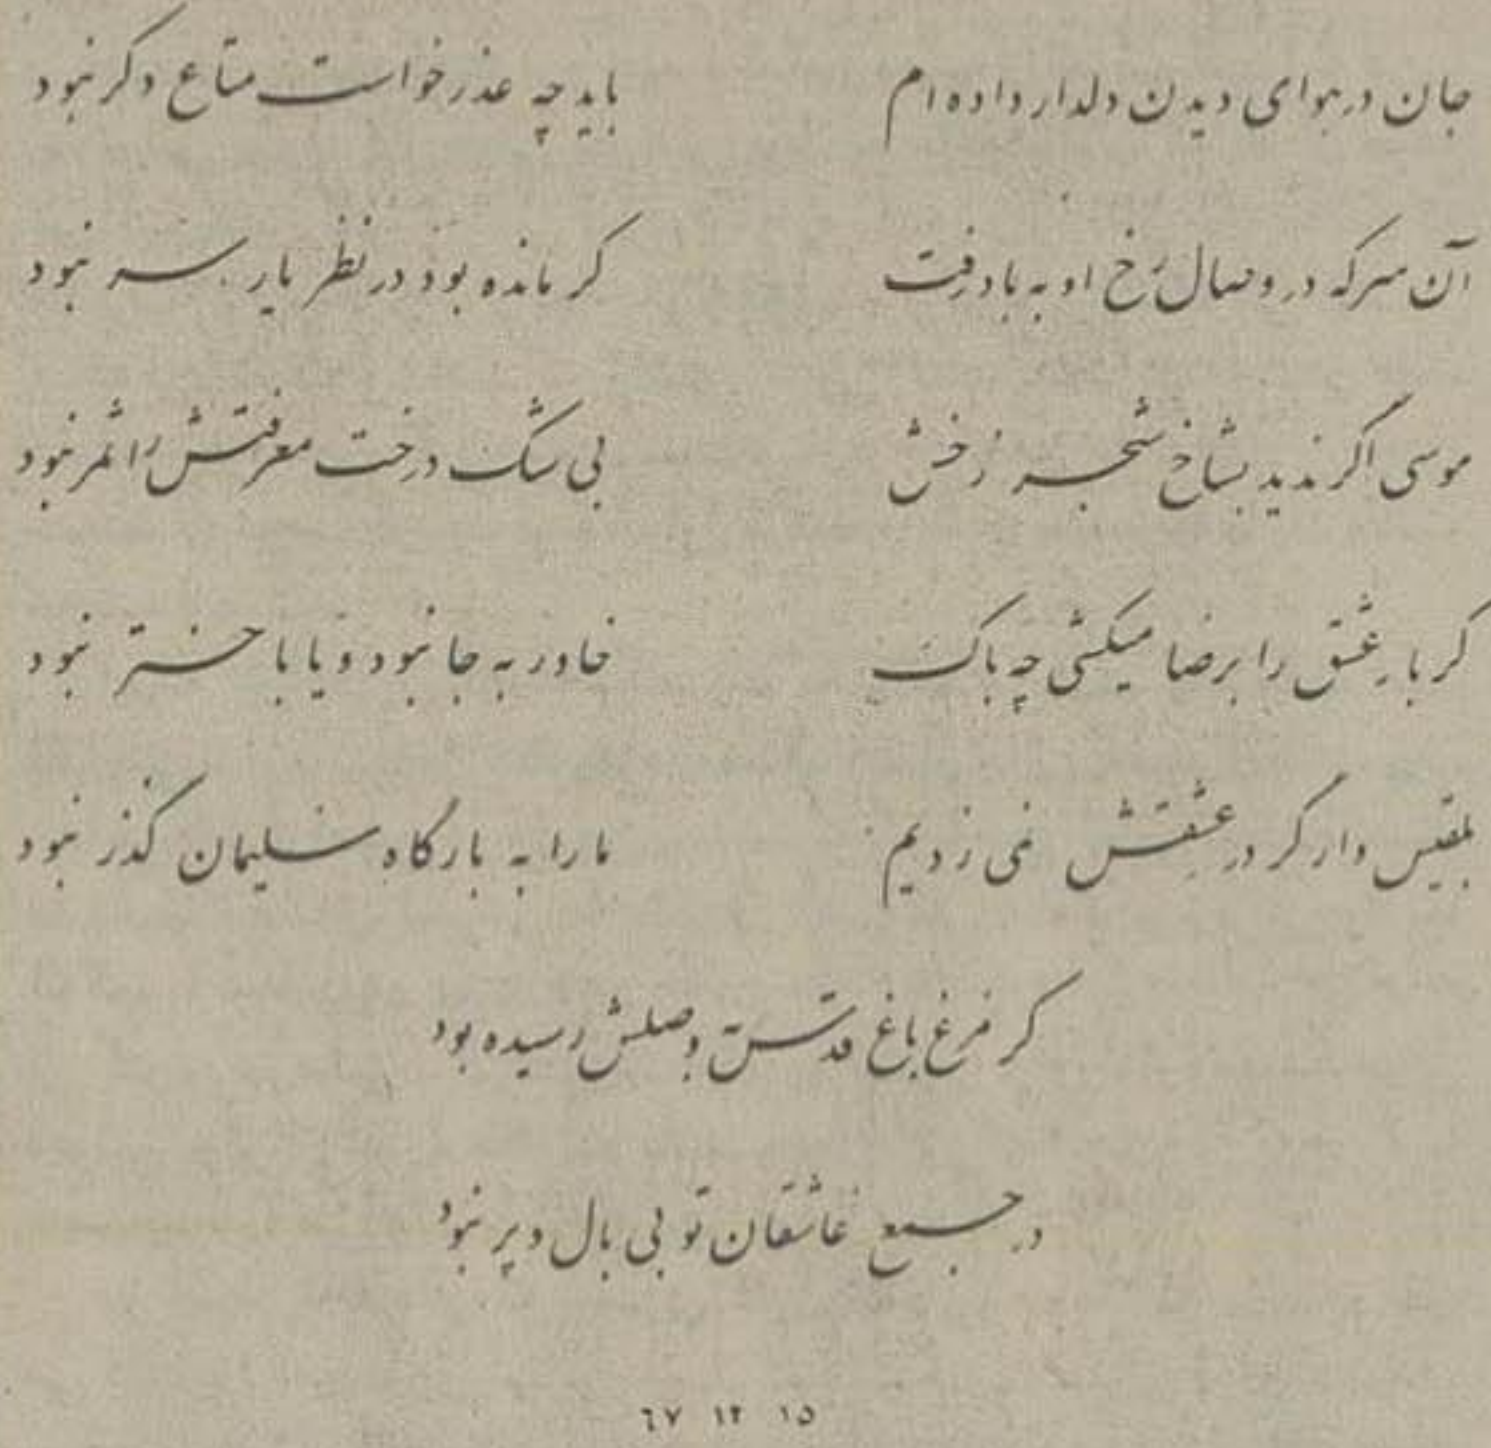 جان در هوای دیدن دلدار داده ام	باید چه عذر خواست متاع دگر نبود
آن سر که در وصال رخ او به باد رفت	گر مانده بود در نظر یار سر نبود
موسی اگر ندید بشاخ شجر رخش	بی شک درخت معرفتش را ثمر نبود
گر بار عشق را برضا میکشی چه باک	خاور به جا نبود و یا باختر نبود
بلقیس وار گر در عشقش نمی زدیم	ما را به بارگاه سلیمان گذر نبود
گر مرغ باغ قدس وصلش رسیده بود
در جمع عاشقان تو بی بال و پر نبود
۱۵ ۱۲ ۶۷